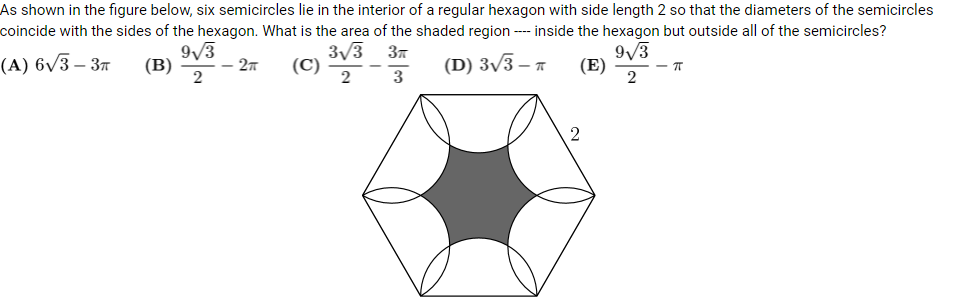 As shown in the figure below, six semicircles lie in the interior of a regular hexagon with side length 2 so that the diameters of the semicircles
coincide with the sides of the hexagon. What is the area of the shaded region ---- inside the hexagon but outside all of the semicircles?
(A) 6√3 − 3π (B) 9√3/2 − 2π (C) 3√3/2 − 3π/3 (D) 3√3 − π (E) 9√3/2 − π
2